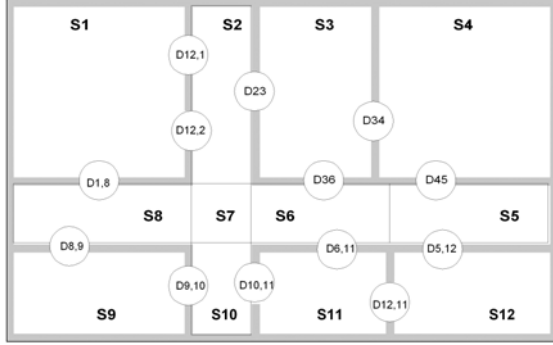 S1
S2
S3
S4
D12,1
D23
D12,2
D34
D1,8
D36
D45
S8
S7
S6
S5
D8,9
D6,11
D5,12
D9,10
D10,11
D12,11
S9
S10
S11
S12